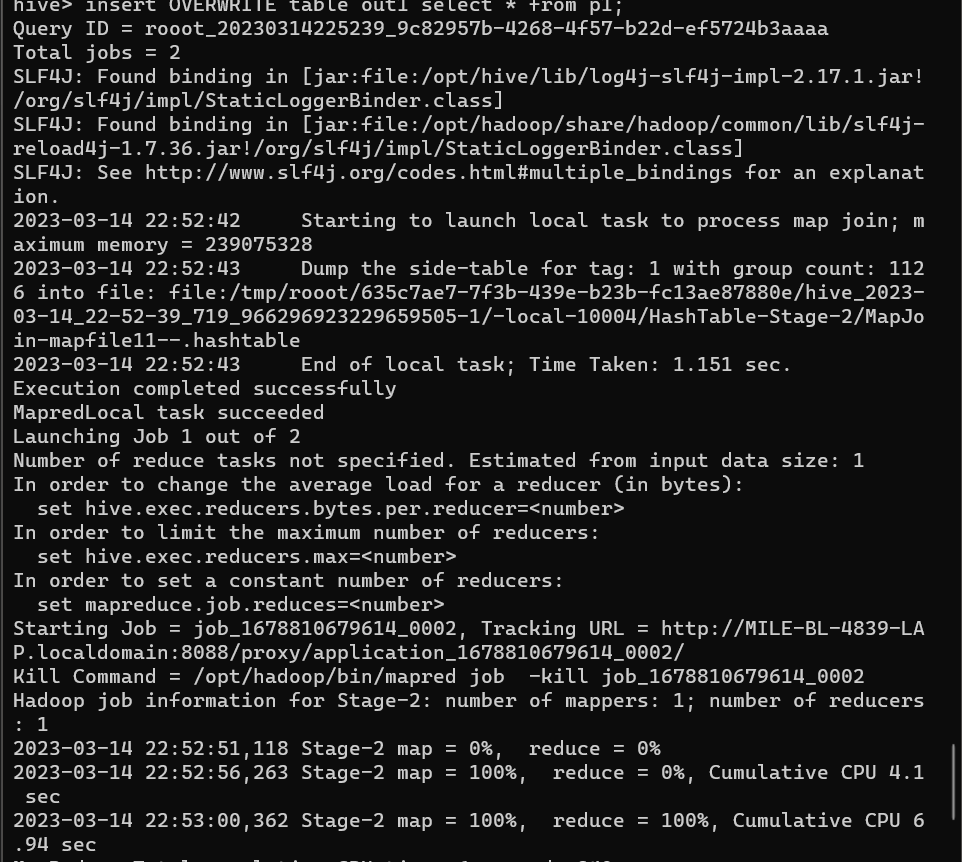 hive> insert OVERWRITE table out1 select * from p1;
Query ID = rooot_20230314225239_9c82957b-4268-4f57-b22d-ef5724b3aaaa
Total jobs = 2
SLF4J: Found binding in [jar:file:/opt/hive/lib/log4j-slf4j-impl-2.17.1.jar!
/org/slf4j/impl/StaticLoggerBinder.class]
SLF4J: Found binding in [jar:file:/opt/hadoop/share/hadoop/common/lib/slf4j-
reload4j-1.7.36.jar!/org/slf4j/impl/StaticLoggerBinder.class]
SLF4J: See http://www.slf4j.org/codes.html#multiple_bindings for an explanat
ion.
2023-03-14 22:52:42     Starting to launch local task to process map join; m
aximum memory = 239075328
2023-03-14 22:52:43     Dump the side-table for tag: 1 with group count: 112
6 into file: file:/tmp/rooot/635c7ae7-7f3b-439e-b23b-fc13ae87880e/hive_2023-
03-14_22-52-39_719_966296923229659505-1/-local-10004/HashTable-Stage-2/MapJo
in-mapfile11--.hashtable
2023-03-14 22:52:43     End of local task; Time Taken: 1.151 sec.
Execution completed successfully
MapredLocal task succeeded
Launching Job 1 out of 2
Number of reduce tasks not specified. Estimated from input data size: 1
In order to change the average load for a reducer (in bytes):
  set hive.exec.reducers.bytes.per.reducer=<number>
In order to limit the maximum number of reducers:
  set hive.exec.reducers.max=<number>
In order to set a constant number of reducers:
  set mapreduce.job.reduces=<number>
Starting Job = job_1678810679614_0002, Tracking URL = http://MILE-BL-4839-LA
P.localdomain:8088/proxy/application_1678810679614_0002/
Kill Command = /opt/hadoop/bin/mapred job  -kill job_1678810679614_0002
Hadoop job information for Stage-2: number of mappers: 1; number of reducers
: 1
2023-03-14 22:52:51,118 Stage-2 map = 0%,  reduce = 0%
2023-03-14 22:52:56,263 Stage-2 map = 100%,  reduce = 0%, Cumulative CPU 4.1
 sec
2023-03-14 22:53:00,362 Stage-2 map = 100%,  reduce = 100%, Cumulative CPU 6
.94 sec